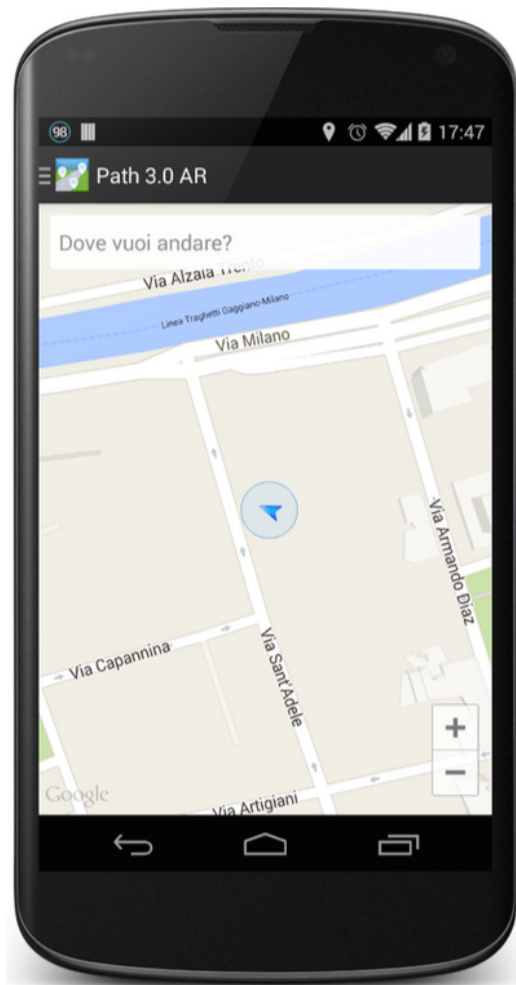 98
17:47
Path 3.0 AR
Dove vuoi andare?
Via Alzaia Trento
Linea Traghetti Gaggiano-Milano
Via Milano
Via Armando Diaz
Via Capannina
Via Sant'Adele
+
−
Google
Via Artigiani